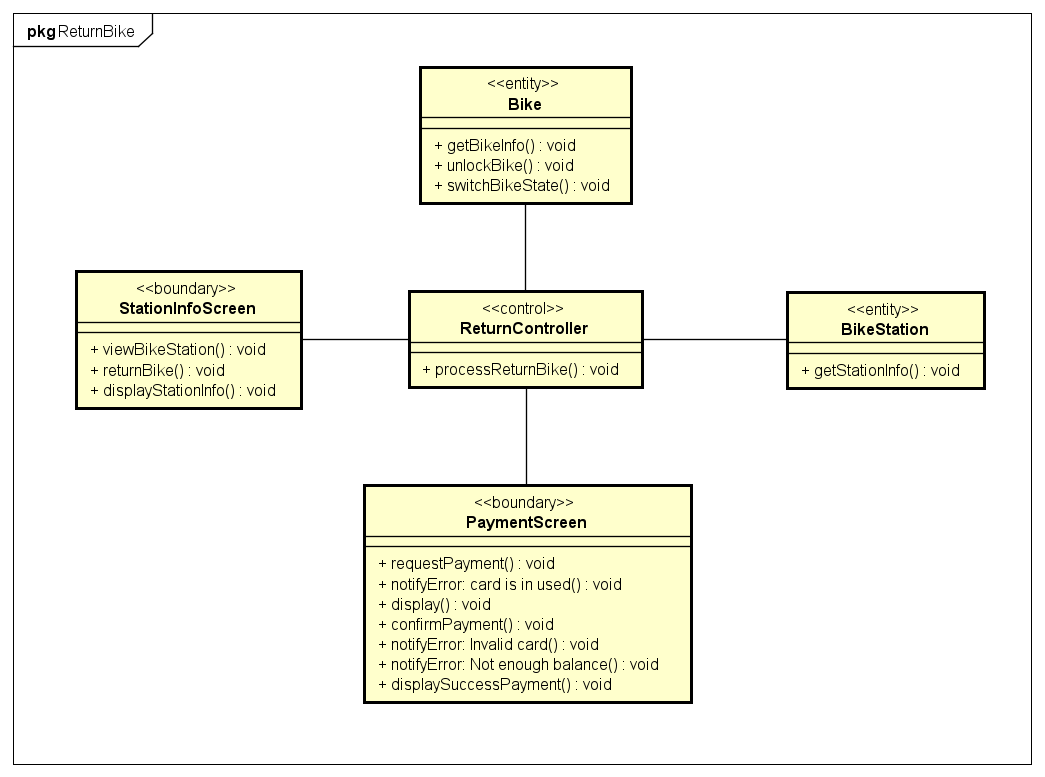 pkg ReturnBike
<<entity>>
Bike
+ getBikeInfo() : void
+ unlockBike() : void
+ switchBikeState() : void
<<boundary>>
StationInfoScreen
+ viewBikeStation() : void
+ returnBike() : void
+ displayStationInfo() : void
<<control>>
ReturnController
+ processReturnBike() : void
<<entity>>
BikeStation
+ getStationInfo() : void
<<boundary>>
PaymentScreen
+ requestPayment() : void
+ notifyError: card is in used() : void
+ display() : void
+ confirmPayment() : void
+ notifyError: Invalid card() : void
+ notifyError: Not enough balance() : void
+ displaySuccessPayment() : void